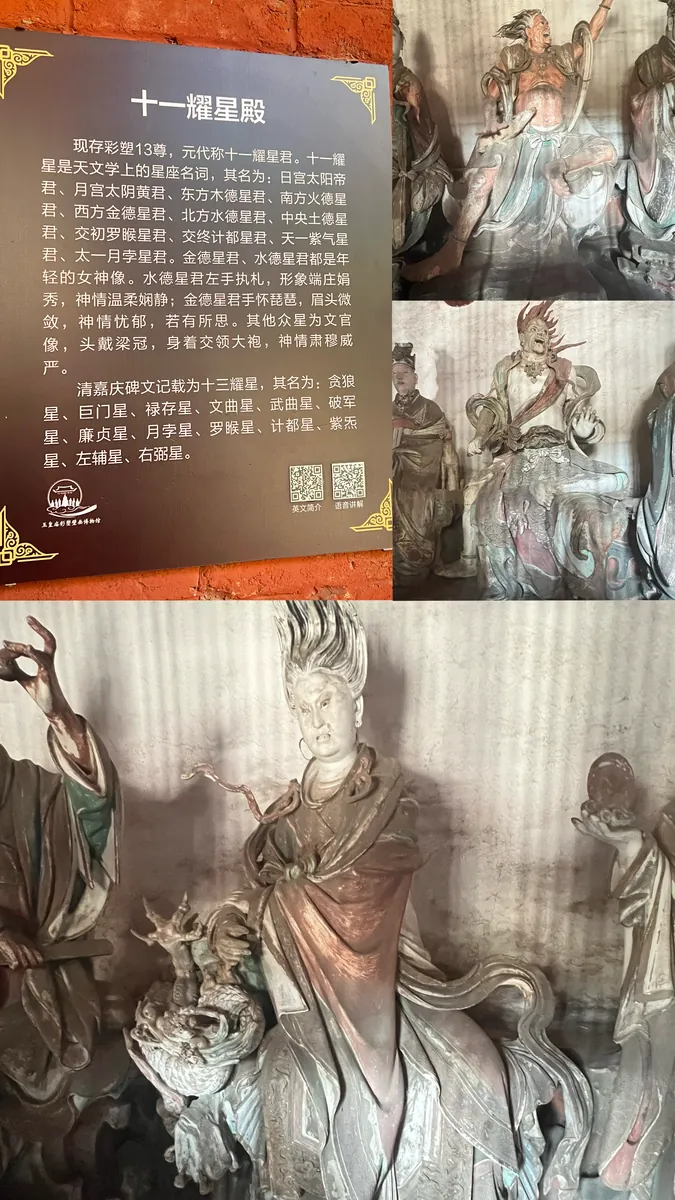 十一耀星殿
现存彩塑13尊，元代称十一耀星君。十一耀
星是天文学上的星座名词，其名为：日宫太阳帝
君、月宫太阴黄君、东方木德星君、南方火德星
君、西方金德星君、北方水德星君、中央土德星
君、交初罗睺星君、交终计都星君、天一紫气星
君、太一月孛星君。金德星君、水德星君都是年
轻的女神像。水德星君左手执札，形象端庄娟
秀，神情温柔娴静；金德星君手怀琵琶，眉头微
敛，神情忧郁，若有所思。其他众星为文官
像，头戴梁冠，身着交领大袍，神情肃穆威
严。
清嘉庆碑文记载为十三耀星，其名为：贪狼
星、巨门星、禄存星、文曲星、武曲星、破军
星、廉贞星、月孛星、罗睺星、计都星、紫炁
星、左辅星、右弼星。
英文简介
语音讲解
玉皇庙彩塑壁画博物馆